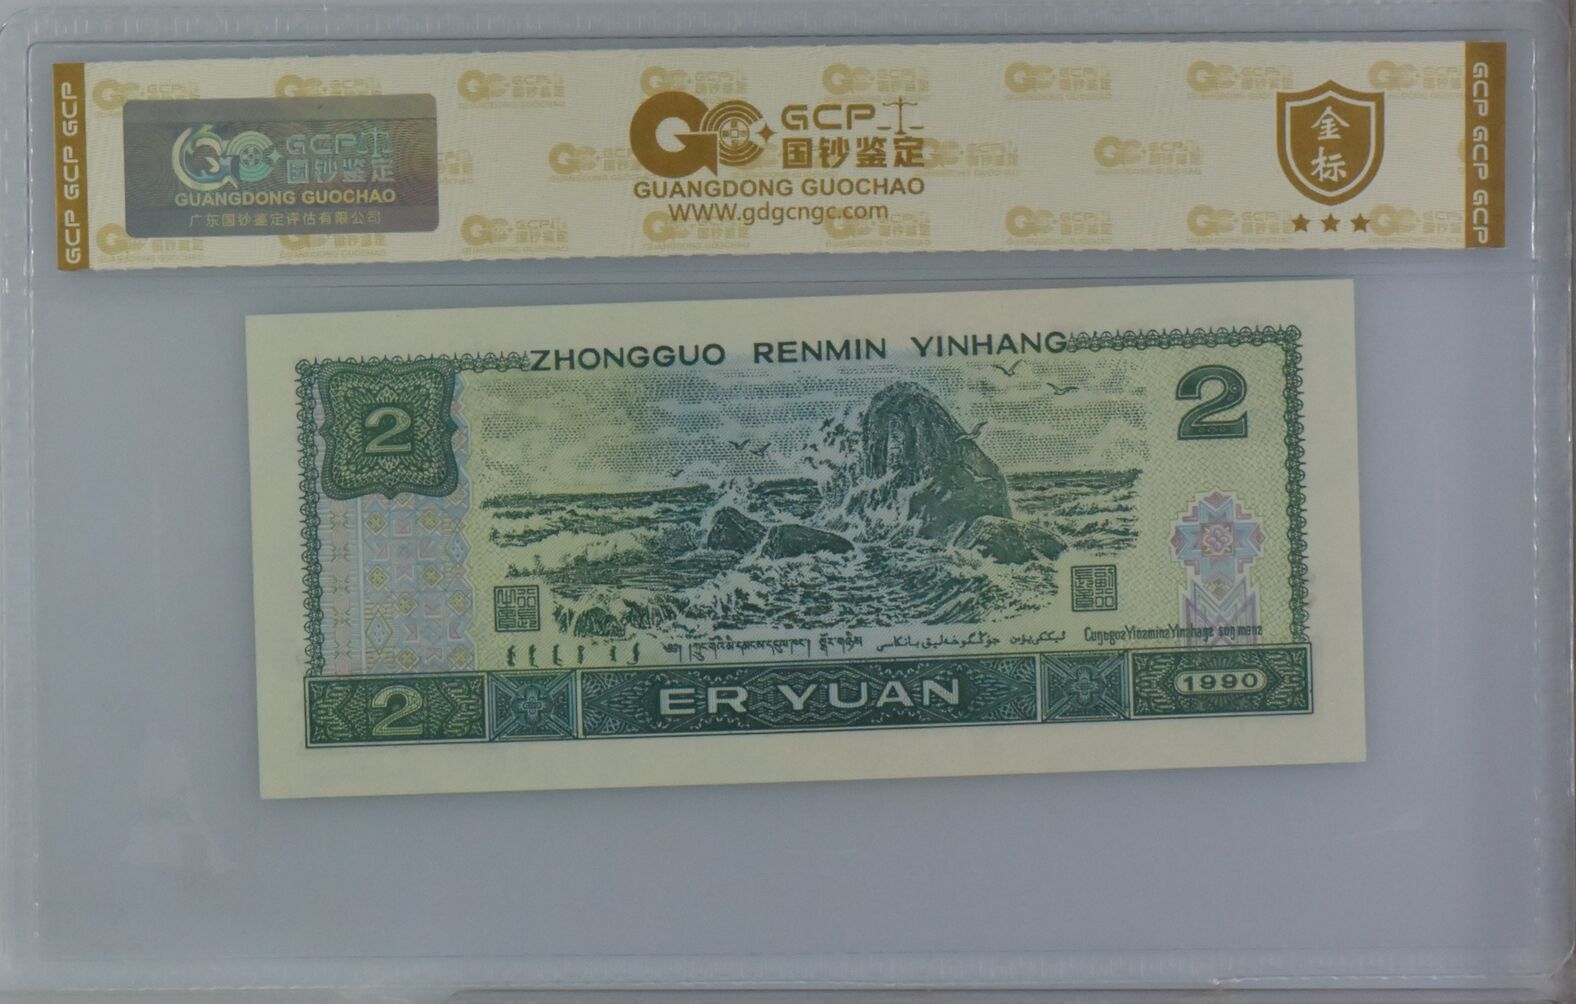 GCP GCP GCP
GCP 国钞鉴定
GUANGDONG GUOCHAO
广东国钞鉴定评估有限公司
GCP
国钞鉴定
GUANGDONG GUOCHAO
WWW.gdgcngc.com
金标
GCP GCP GCP
ZHONGGUO RENMIN YINHANG
2
2
2
ER YUAN
1990